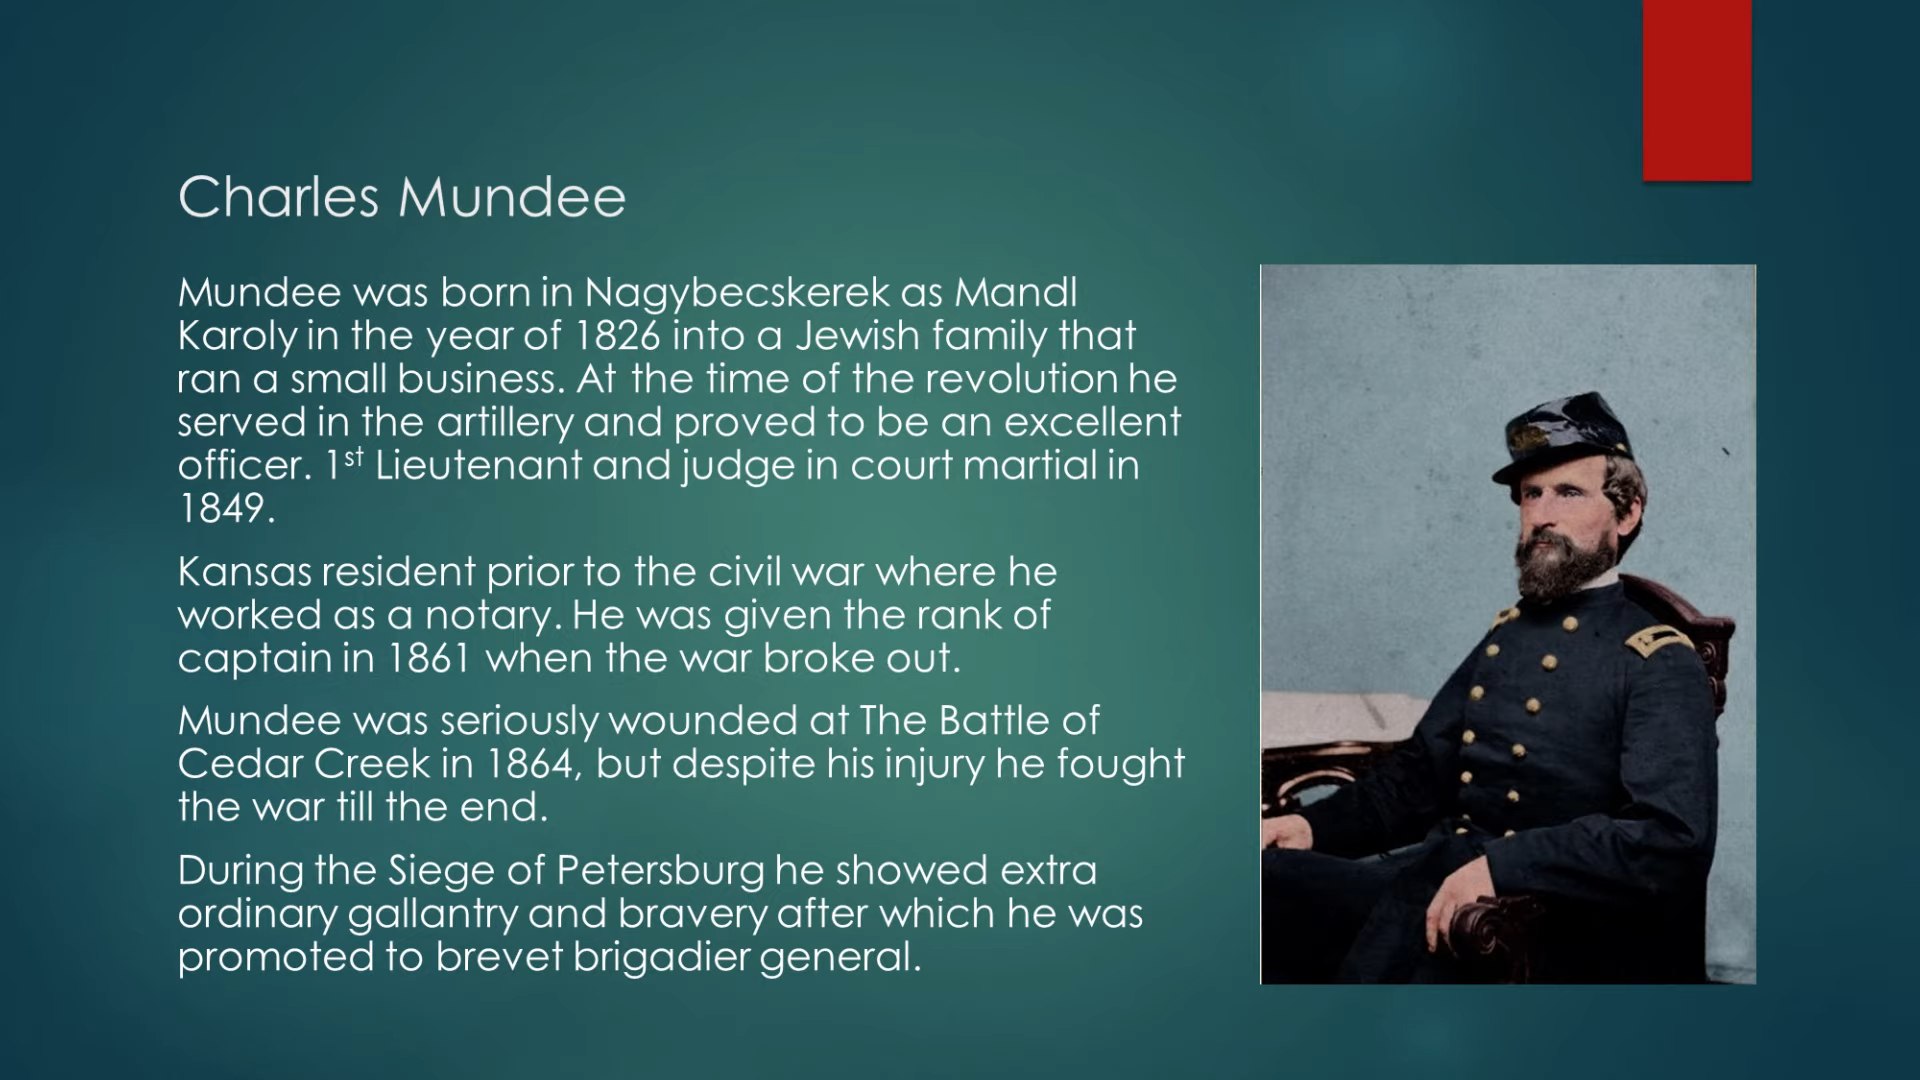 Charles Mundee
Mundee was born in Nagybecskerek as Mandl
Karoly in the year of 1826 into a Jewish family that
ran a small business. At the time of the revolution he
served in the artillery and proved to be an excellent
officer. 1st Lieutenant and judge in court martial in
1849.
Kansas resident prior to the civil war where he
worked as a notary. He was given the rank of
captain in 1861 when the war broke out.
Mundee was seriously wounded at The Battle of
Cedar Creek in 1864, but despite his injury he fought
the war till the end.
During the Siege of Petersburg he showed extra
ordinary gallantry and bravery after which he was
promoted to brevet brigadier general.